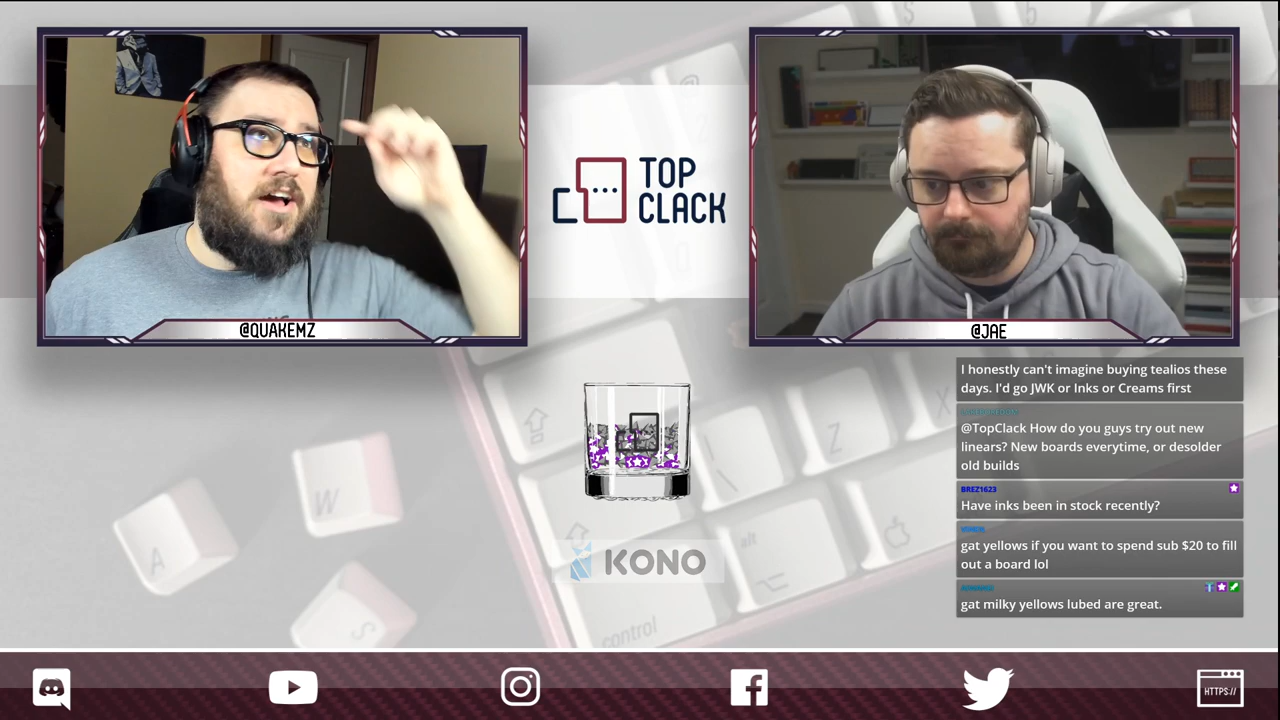 TOP
CLACK
@QUAKEMZ
@JAE
I honestly can't imagine buying tealios these
days. I'd go JWK or Inks or Creams first
@TopClack How do you guys try out new
linears? New boards everytime, or desolder
old builds
BREZ1623
Have inks been in stock recently?
gat yellows if you want to spend sub $20 to fill
out a board lol
gat milky yellows lubed are great.
KONO
W
A
S
Z
X
alt
control
HTTPS://